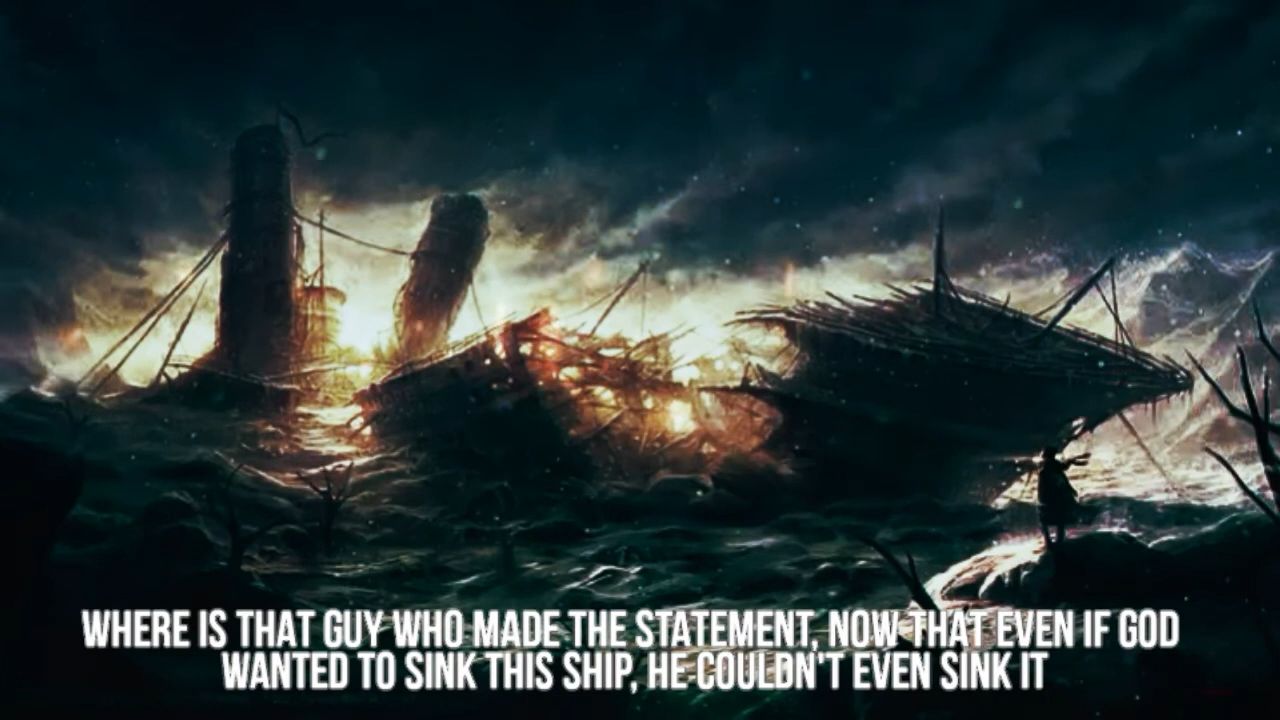 WHERE IS THAT GUY WHO MADE THE STATEMENT, NOW THAT EVEN IF GOD
WANTED TO SINK THIS SHIP, HE COULDN'T EVEN SINK IT